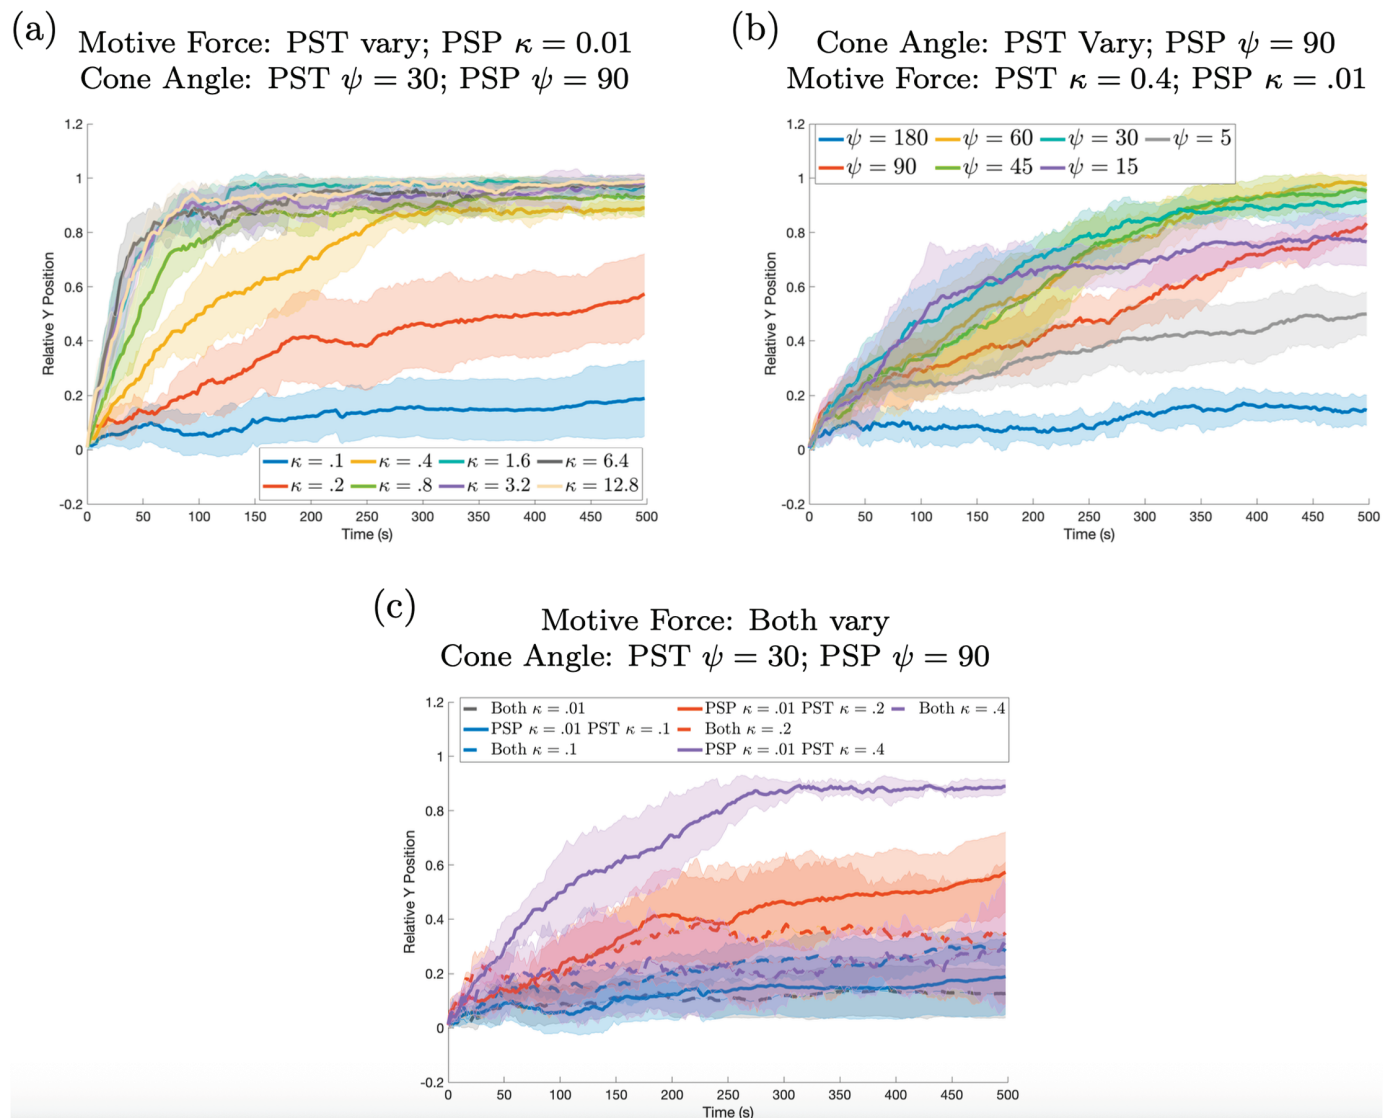 (a)
Motive Force: PST vary; PSP κ = 0.01
Cone Angle: PST ψ = 30; PSP ψ = 90
1.2
1
0.8
0.6
0.4
0.2
0
-0.2
Relative Y Position
κ = .1 κ = .4 κ = 1.6 κ = 6.4
κ = .2 κ = .8 κ = 3.2 κ = 12.8
0 50 100 150 200 250 300 350 400 450 500
Time (s)
(b)
Cone Angle: PST Vary; PSP ψ = 90
Motive Force: PST κ = 0.4; PSP κ = .01
ψ = 180 ψ = 60 ψ = 30 ψ = 5
ψ = 90 ψ = 45 ψ = 15
1.2
1
0.8
0.6
0.4
0.2
0
-0.2
Relative Y Position
0 50 100 150 200 250 300 350 400 450 500
Time (s)
(c)
Motive Force: Both vary
Cone Angle: PST ψ = 30; PSP ψ = 90
Both κ = .01 PSP κ = .01 PST κ = .2 Both κ = .4
PSP κ = .01 PST κ = .1 Both κ = .2
Both κ = .1 PSP κ = .01 PST κ = .4
1.2
1
0.8
0.6
0.4
0.2
0
-0.2
Relative Y Position
0 50 100 150 200 250 300 350 400 450 500
Time (s)